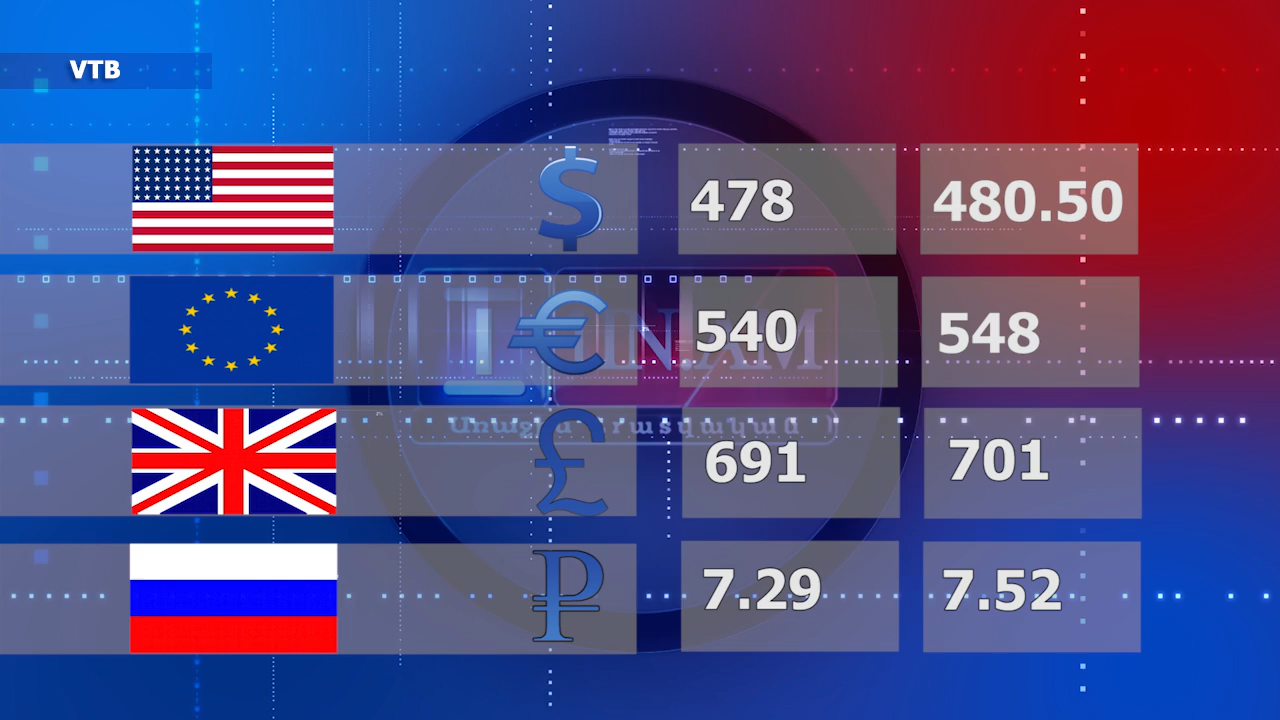 VTB
$ 478 480.50
€ 540 548
£ 691 701
₽ 7.29 7.52